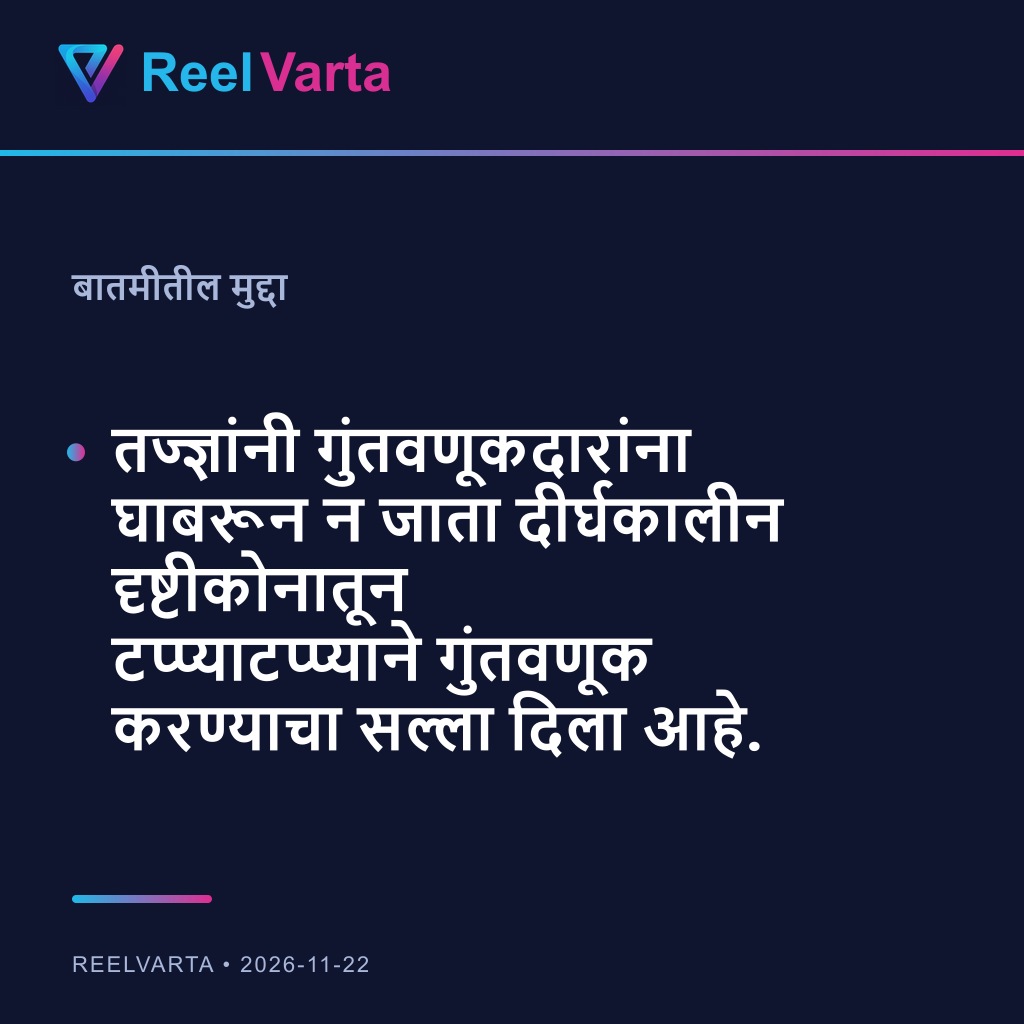 Reel Varta
बातमीतील मुद्दा
• तज्ज्ञांनी गुंतवणूकदारांना
घाबरून न जाता दीर्घकालीन
दृष्टीकोनातून
टप्प्याटप्प्याने गुंतवणूक
करण्याचा सल्ला दिला आहे.
REELVARTA • 2026-11-22